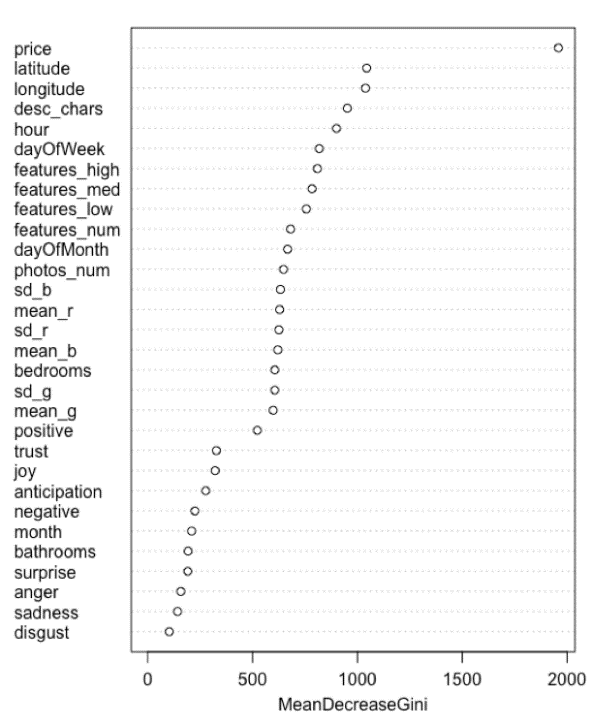 price
latitude
longitude
desc_chars
hour
dayOfWeek
features_high
features_med
features_low
features_num
dayOfMonth
photos_num
sd_b
mean_r
sd_r
mean_b
bedrooms
sd_g
mean_g
positive
trust
joy
anticipation
negative
month
bathrooms
surprise
anger
sadness
disgust
0 500 1000 1500 2000
MeanDecreaseGini